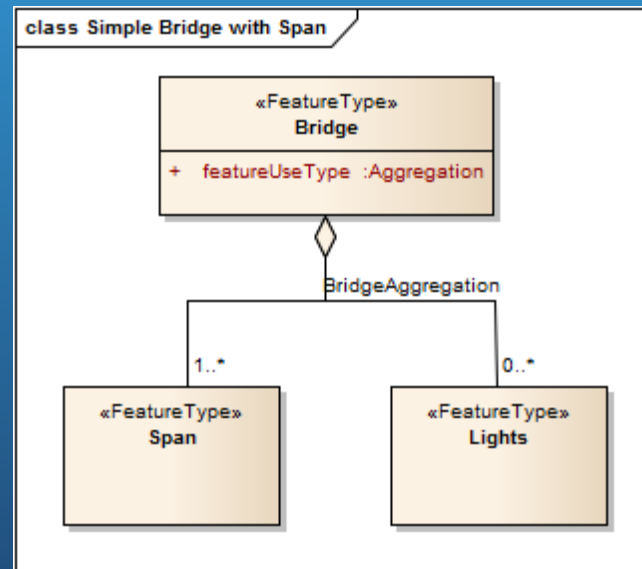 class Simple Bridge with Span
«FeatureType»
Bridge
+ featureUseType :Aggregation
BridgeAggregation
1..*
0..*
«FeatureType»
Span
«FeatureType»
Lights